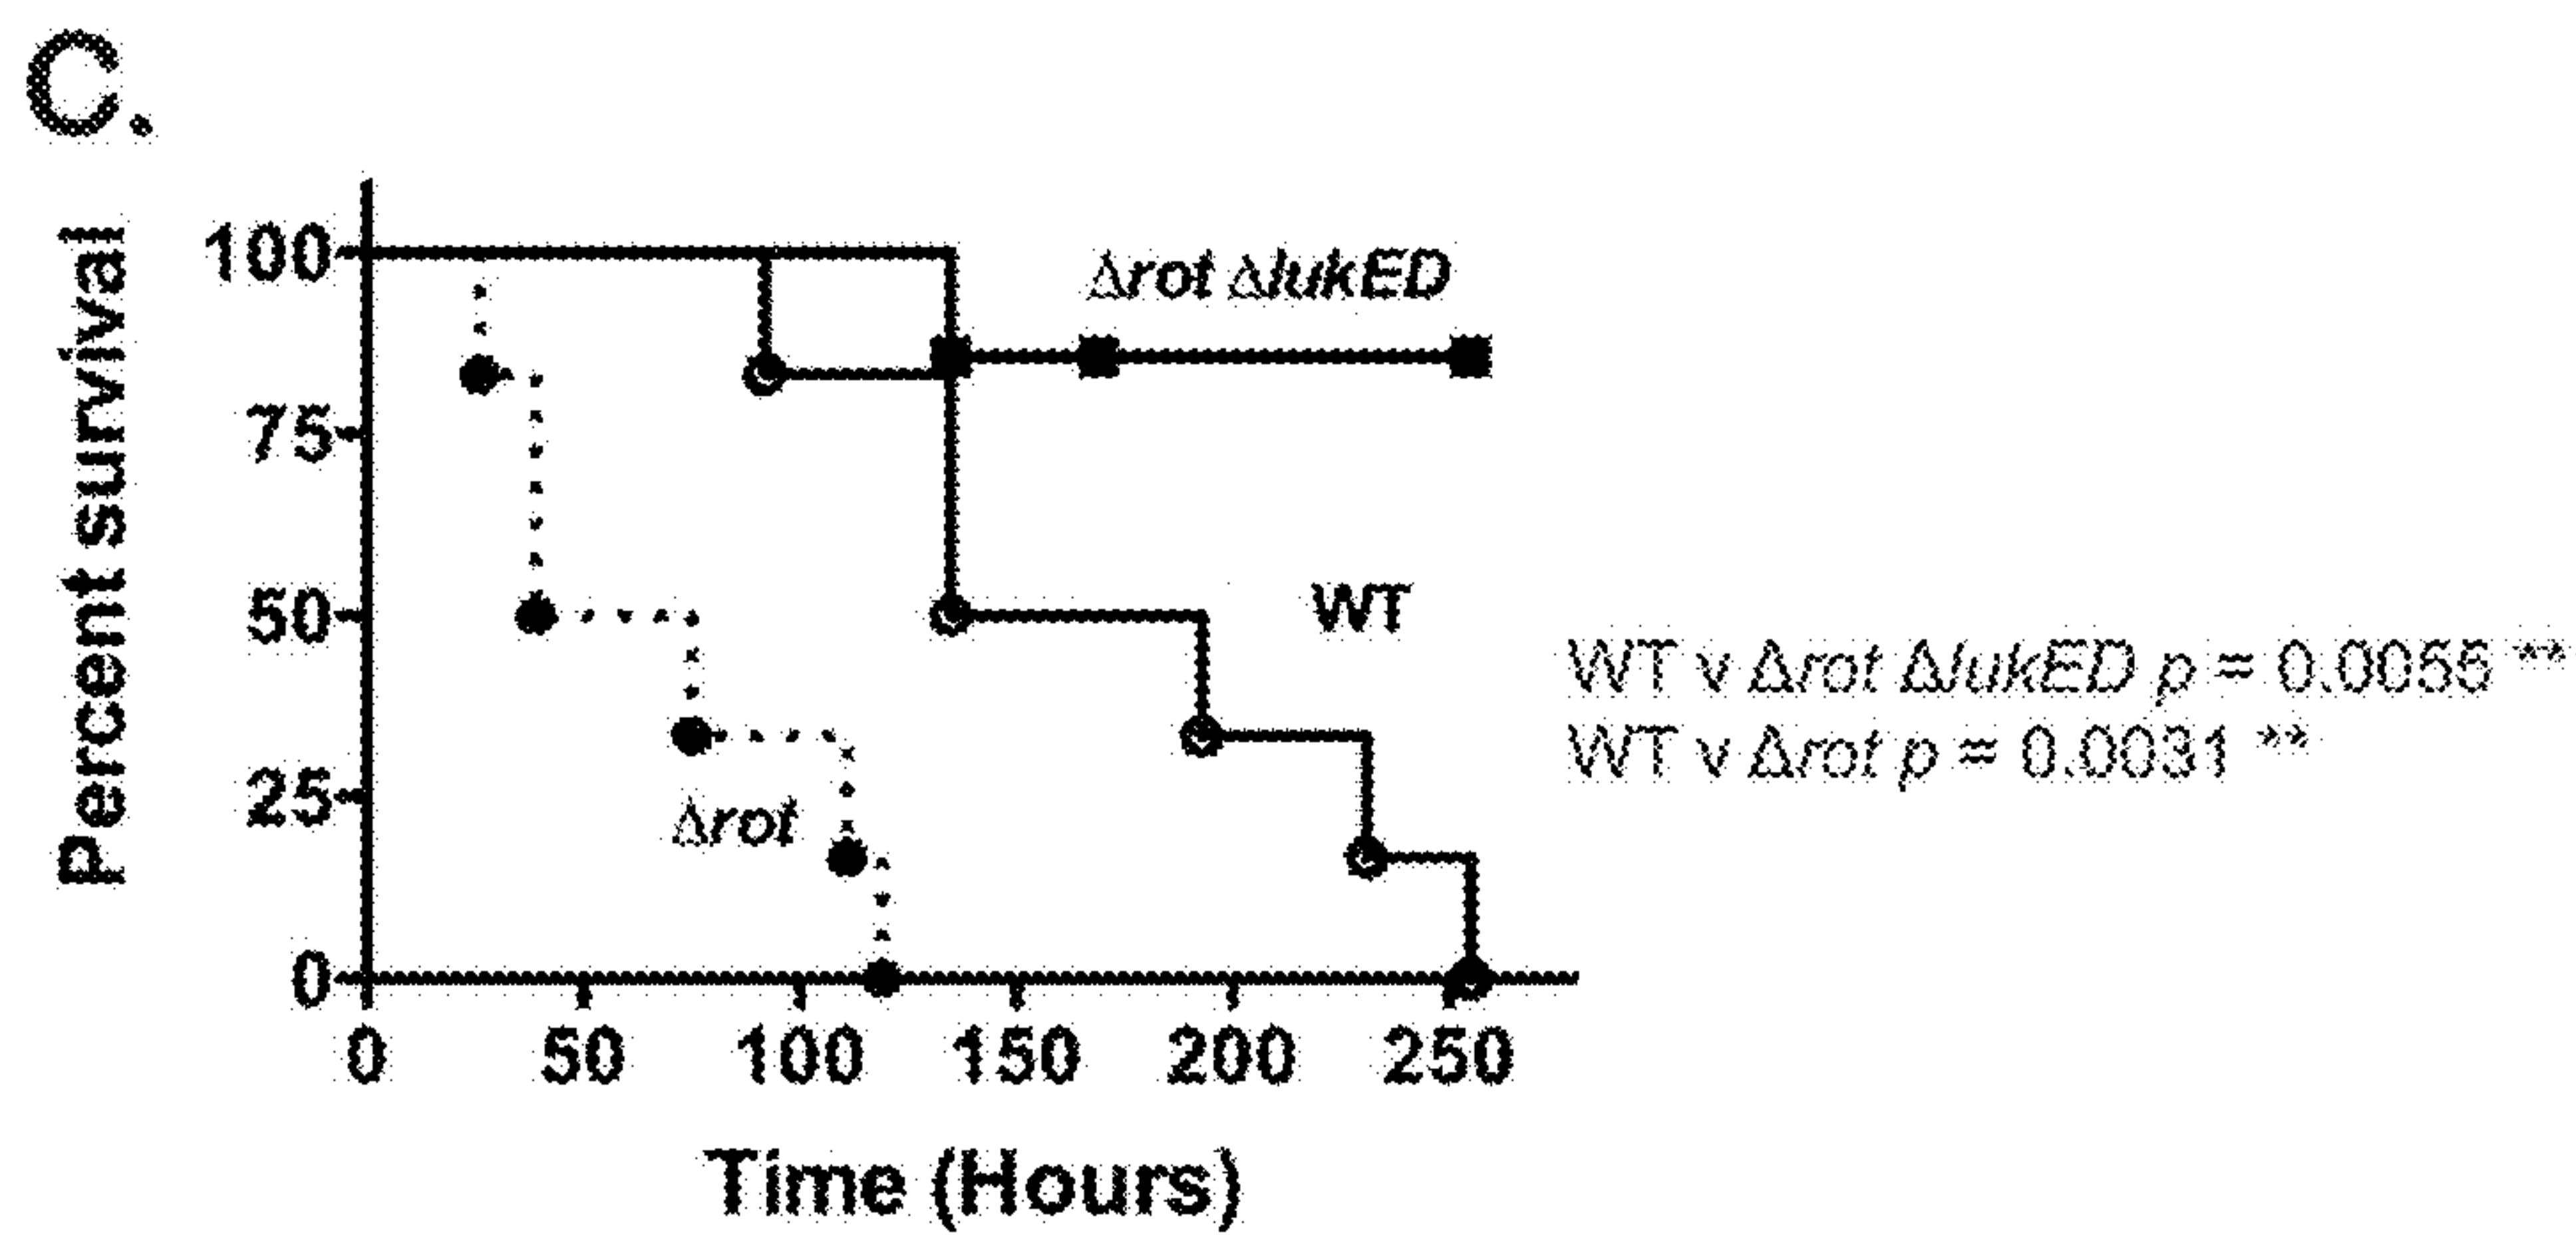 C.
Percent survival
100
75
50
25
0
Δrot ΔlukED
WT
Δrot
WT v Δrot ΔlukED p = 0.0056 **
WT v Δrot p = 0.0031 **
0 50 100 150 200 250
Time (Hours)